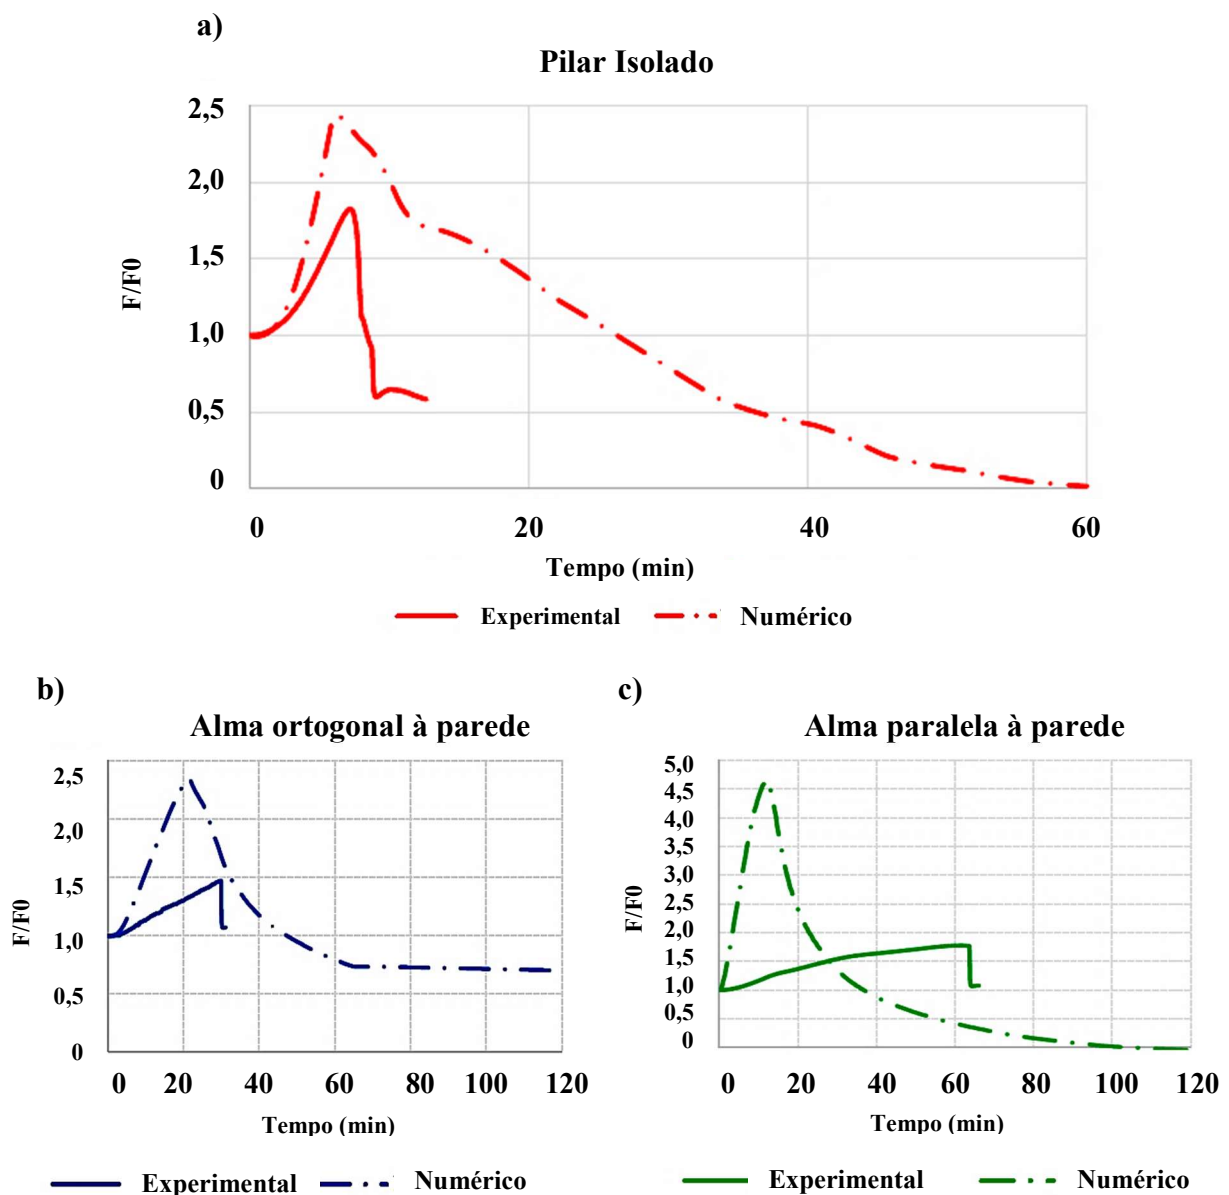 a)
Pilar Isolado
2,5
2,0
1,5
1,0
0,5
0
F/F0
0 20 40 60
Tempo (min)
Experimental Numérico
b)
Alma ortogonal à parede
2,5
2,0
1,5
1,0
0,5
0
F/F0
0 20 40 60 80 100 120
Tempo (min)
Experimental Numérico
c)
Alma paralela à parede
5,0
4,5
4,0
3,5
3,0
2,5
2,0
1,5
1,0
0,5
0
F/F0
0 20 40 60 80 100 120
Tempo (min)
Experimental Numérico